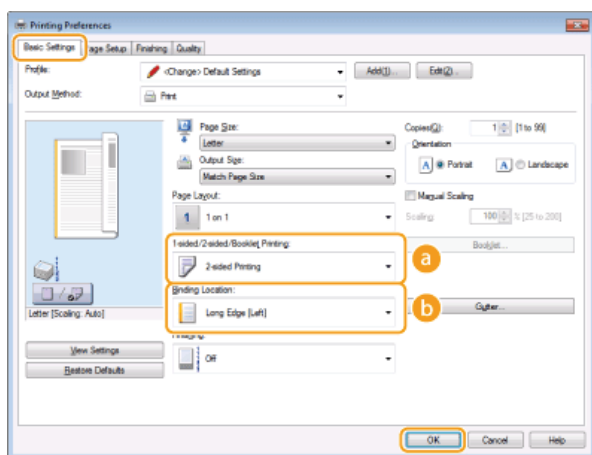 Printing Preferences
Basic Settings Page Setup Finishing Quality
Profile: <Change> Default Settings Add(1)... Edit(2)...
Output Method: Print
Page Size: Copies(Q): 1 [1 to 99]
Letter Orientation
Output Size: A Portrait A Landscape
Match Page Size
Page Layout: Manual Scaling
1 1 on 1 Scaling: 100 % [25 to 200]
1-sided/2-sided/Booklet Printing: Booklet...
2-sided Printing a
Binding Location:
Long Edge [Left] b Gutter...
Letter [Scaling: Auto]
View Settings Off
Restore Defaults
OK Cancel Help